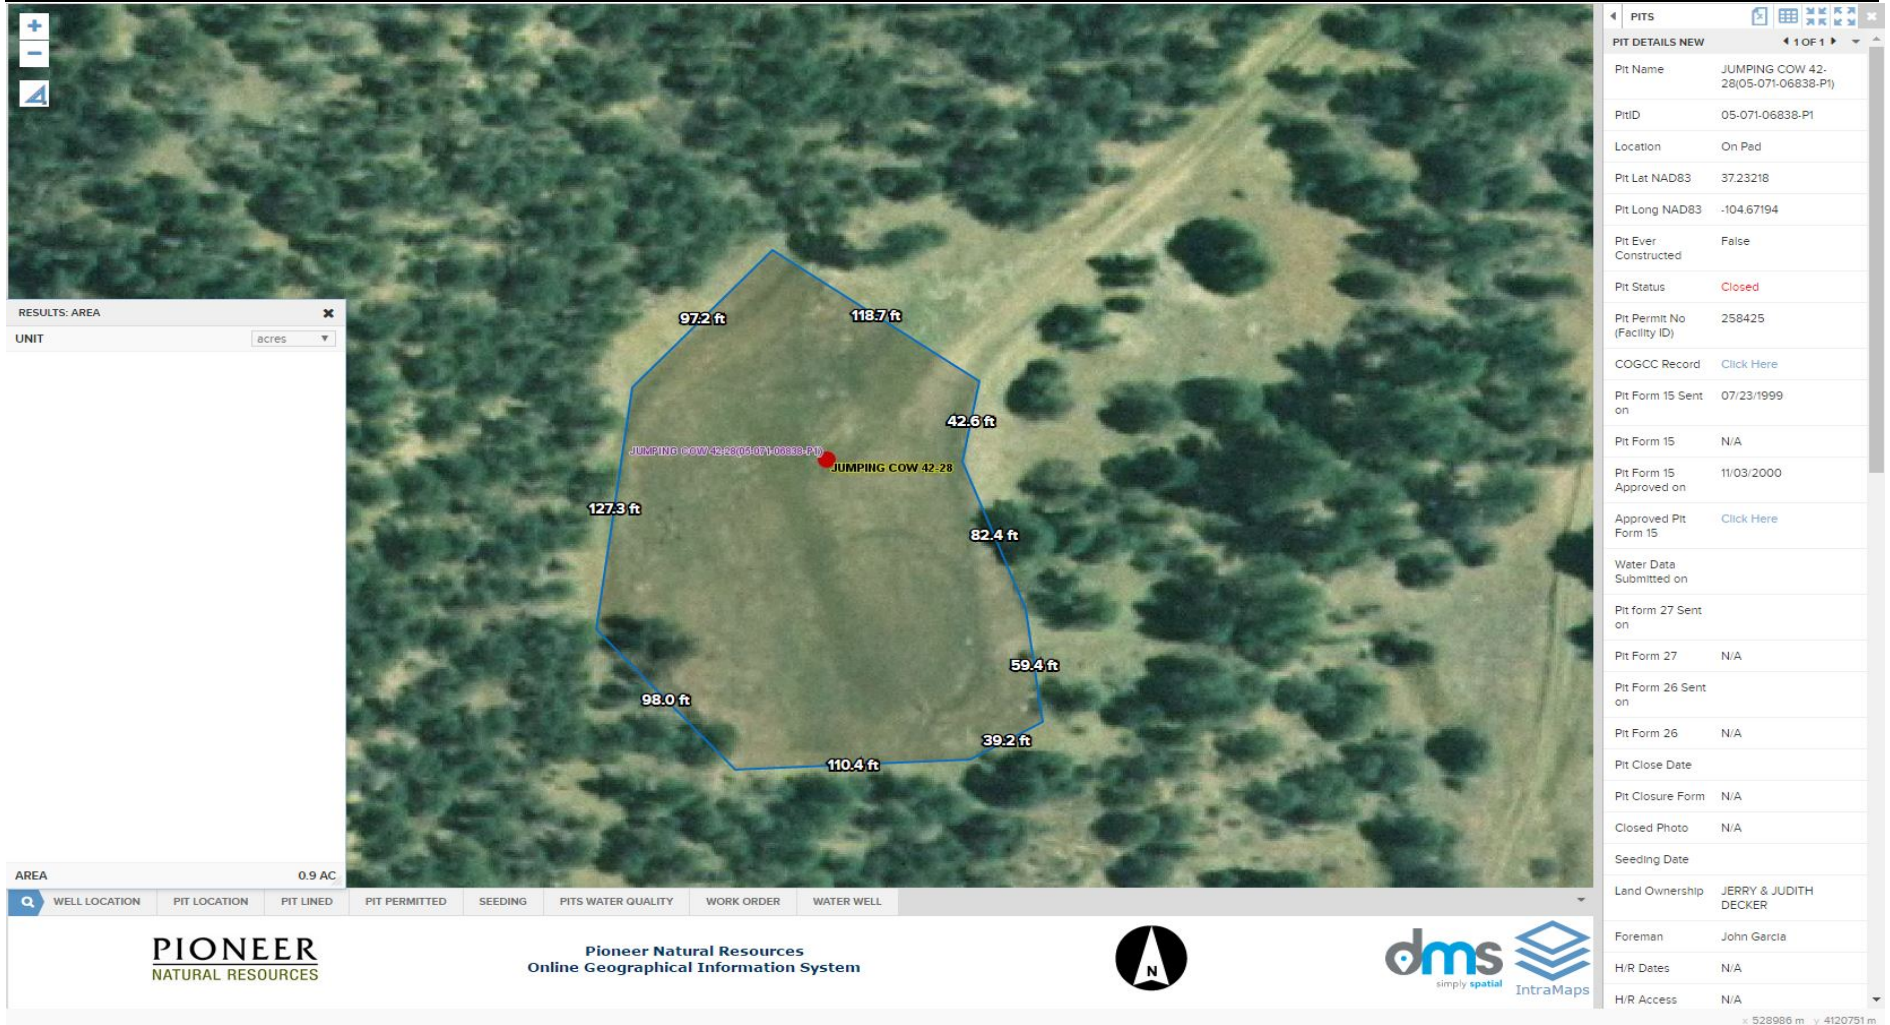 +
−
RESULTS: AREA
UNIT
acres
AREA
0.9 AC
97.2 ft
118.7 ft
42.6 ft
JUMPING COW 42-28(05-071-06838-P1)
JUMPING COW 42-28
127.3 ft
82.4 ft
59.4 ft
98.0 ft
39.2 ft
110.4 ft
PITS
PIT DETAILS NEW
1 OF 1
Pit Name JUMPING COW 42-
28(05-071-06838-P1)
PitID 05-071-06838-P1
Location On Pad
Pit Lat NAD83 37.23218
Pit Long NAD83 -104.67194
Pit Ever False
Constructed
Pit Status Closed
Pit Permit No 258425
(Facility ID)
COGCC Record Click Here
Pit Form 15 Sent 07/23/1999
on
Pit Form 15 N/A
Pit Form 15 11/03/2000
Approved on
Approved Pit Click Here
Form 15
Water Data
Submitted on
Pit form 27 Sent
on
Pit Form 27 N/A
Pit Form 26 Sent
on
Pit Form 26 N/A
Pit Close Date
Pit Closure Form N/A
Closed Photo N/A
Seeding Date
Land Ownership JERRY & JUDITH
DECKER
Foreman John Garcia
H/R Dates N/A
H/R Access N/A
WELL LOCATION PIT LOCATION PIT LINED PIT PERMITTED SEEDING PITS WATER QUALITY WORK ORDER WATER WELL
PIONEER
NATURAL RESOURCES
Pioneer Natural Resources
Online Geographical Information System
N
dms
simply spatial
IntraMaps
x 528986 m y 4120751 m